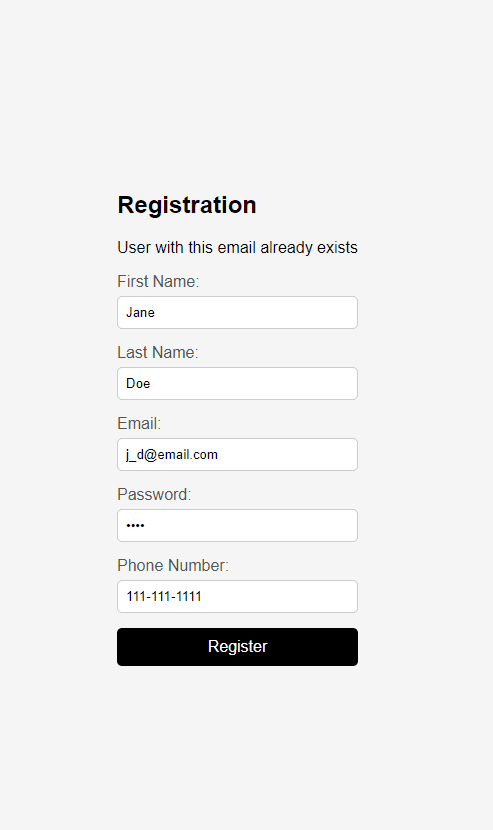 Registration
User with this email already exists
First Name:
Jane
Last Name:
Doe
Email:
j_d@email.com
Password:
••••
Phone Number:
111-111-1111
Register